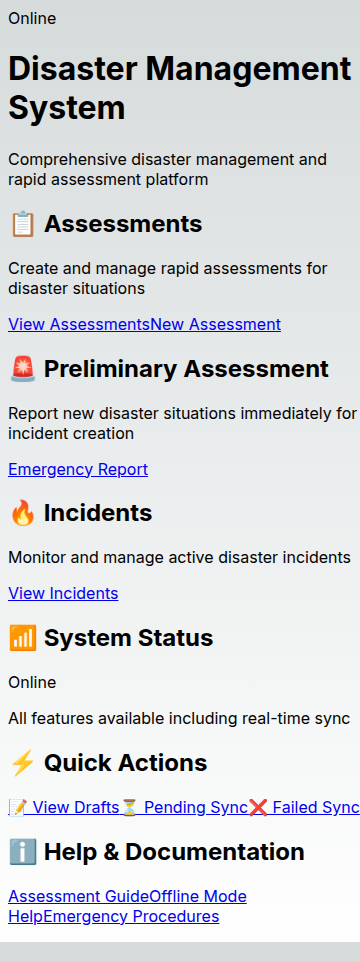 Online
Disaster Management
System
Comprehensive disaster management and
rapid assessment platform
📋 Assessments
Create and manage rapid assessments for
disaster situations
View AssessmentsNew Assessment
🚨 Preliminary Assessment
Report new disaster situations immediately for
incident creation
Emergency Report
🔥 Incidents
Monitor and manage active disaster incidents
View Incidents
📶 System Status
Online
All features available including real-time sync
⚡ Quick Actions
📝 View Drafts⏳ Pending Sync❌ Failed Sync
ℹ️ Help & Documentation
Assessment GuideOffline Mode
HelpEmergency Procedures